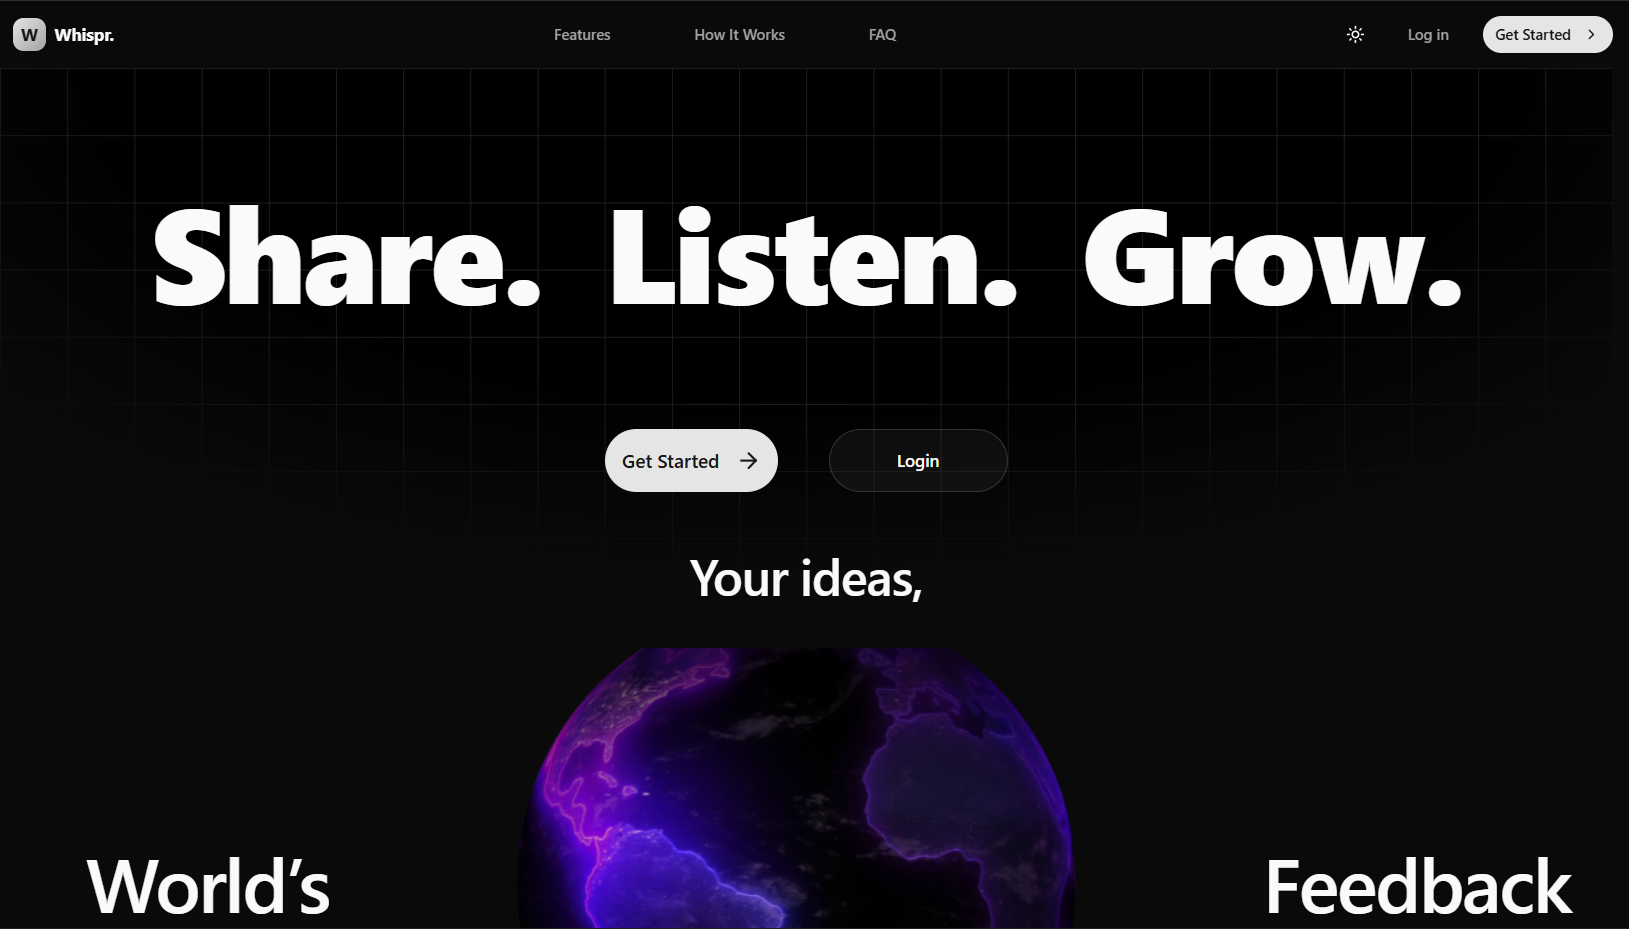 W Whispr.
Features
How It Works
FAQ
Log in
Get Started
Share. Listen. Grow.
Get Started
Login
Your ideas,
World’s
Feedback